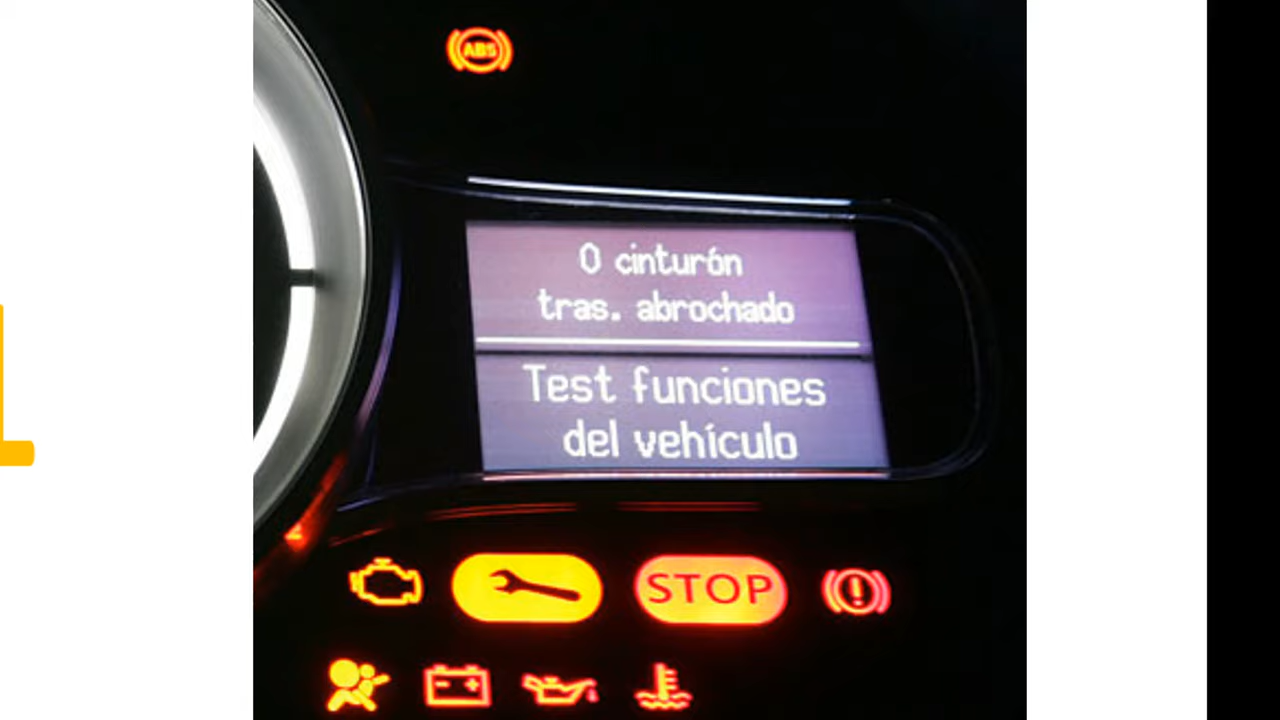 ABS
0 cinturón
tras. abrochado
Test funciones
del vehículo
STOP